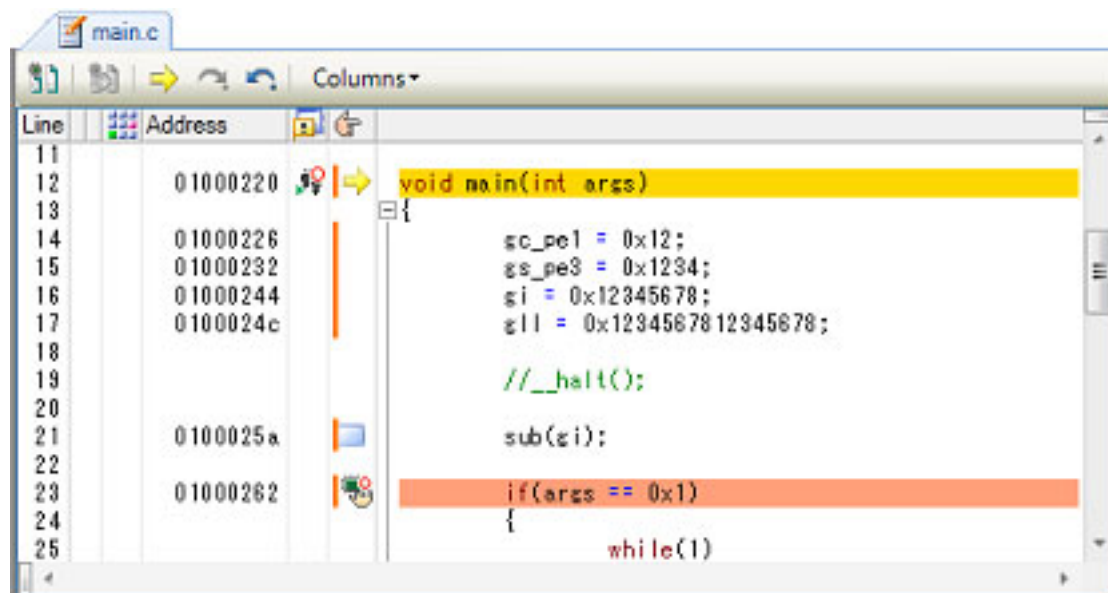 main.c
Columns
Line Address
11
12 01000220 void main(int args)
13 {
14 01000226 gc_pe1 = 0x12;
15 01000232 gs_pe3 = 0x1234;
16 01000244 gi = 0x12345678;
17 0100024c gll = 0x1234567812345678;
18
19 //__halt();
20
21 0100025a sub(gi);
22
23 01000262 if(args == 0x1)
24 {
25 while(1)